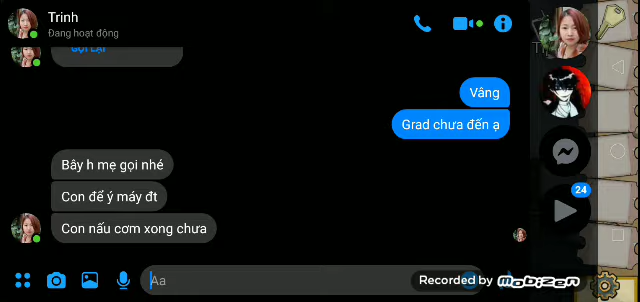 Trinh
Đang hoạt động
GỌI LẠI
Vâng
Grad chưa đến ạ
Bây h mẹ gọi nhé
Con để ý máy đt
Con nấu cơm xong chưa
24
Aa
Recorded by mobizen